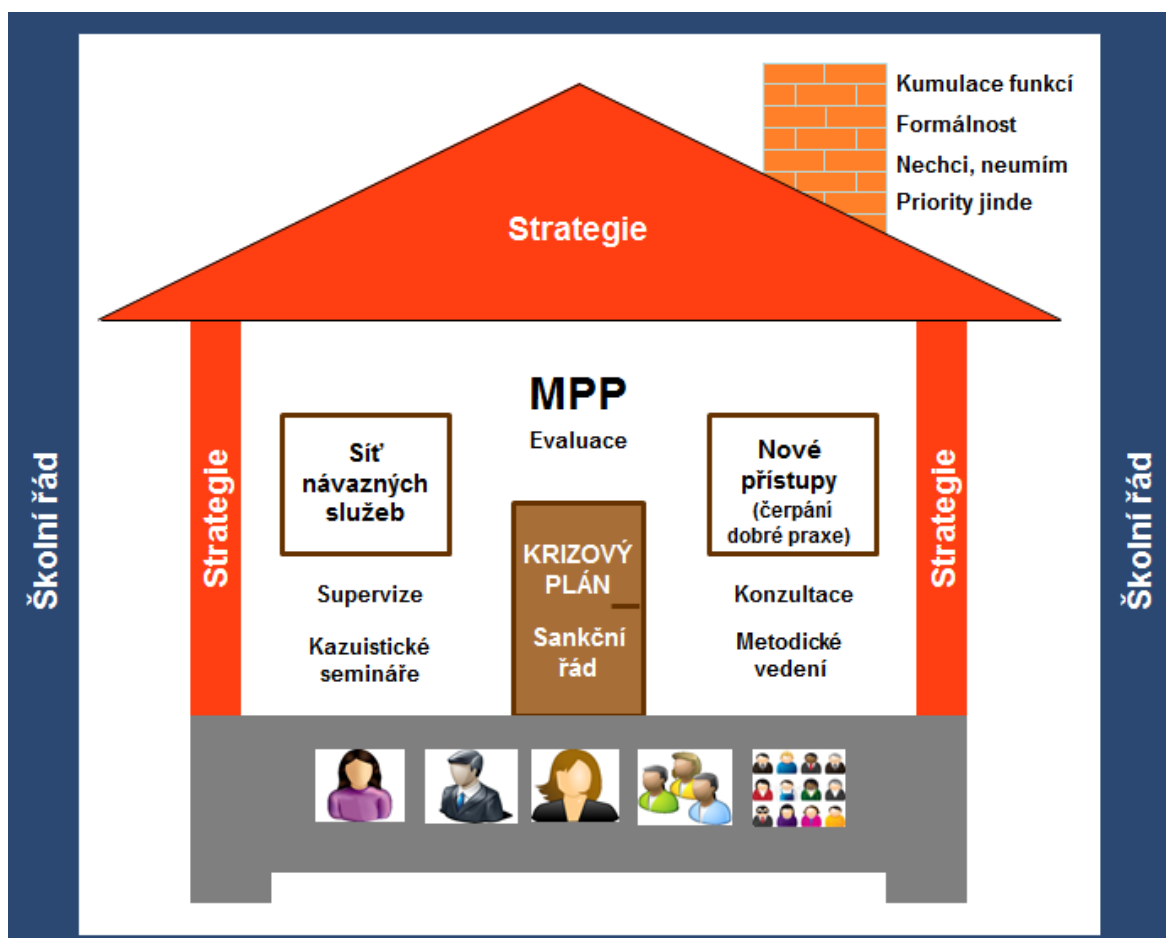 Kumulace funkcí
Formálnost
Nechci, neumím
Priority jinde
Strategie
Školní řád
Strategie
MPP
Evaluace
Síť
návazných
služeb
Nové
přístupy
(čerpání
dobré praxe)
KRIZOVÝ
PLÁN
Sankční
řád
Supervize
Kazuistické
semináře
Konzultace
Metodické
vedení
Strategie
Školní řád